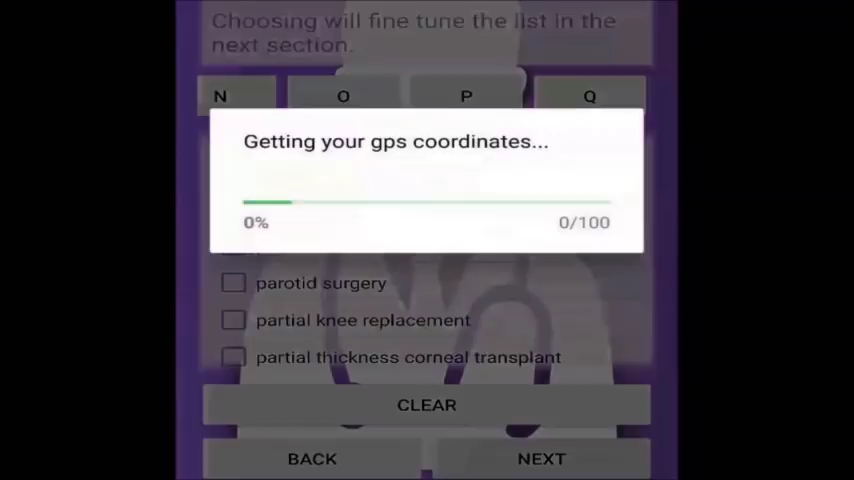 Choosing will fine tune the list in the
next section.
N O P Q
Getting your gps coordinates...
0% 0/100
parotid surgery
partial knee replacement
partial thickness corneal transplant
CLEAR
BACK NEXT